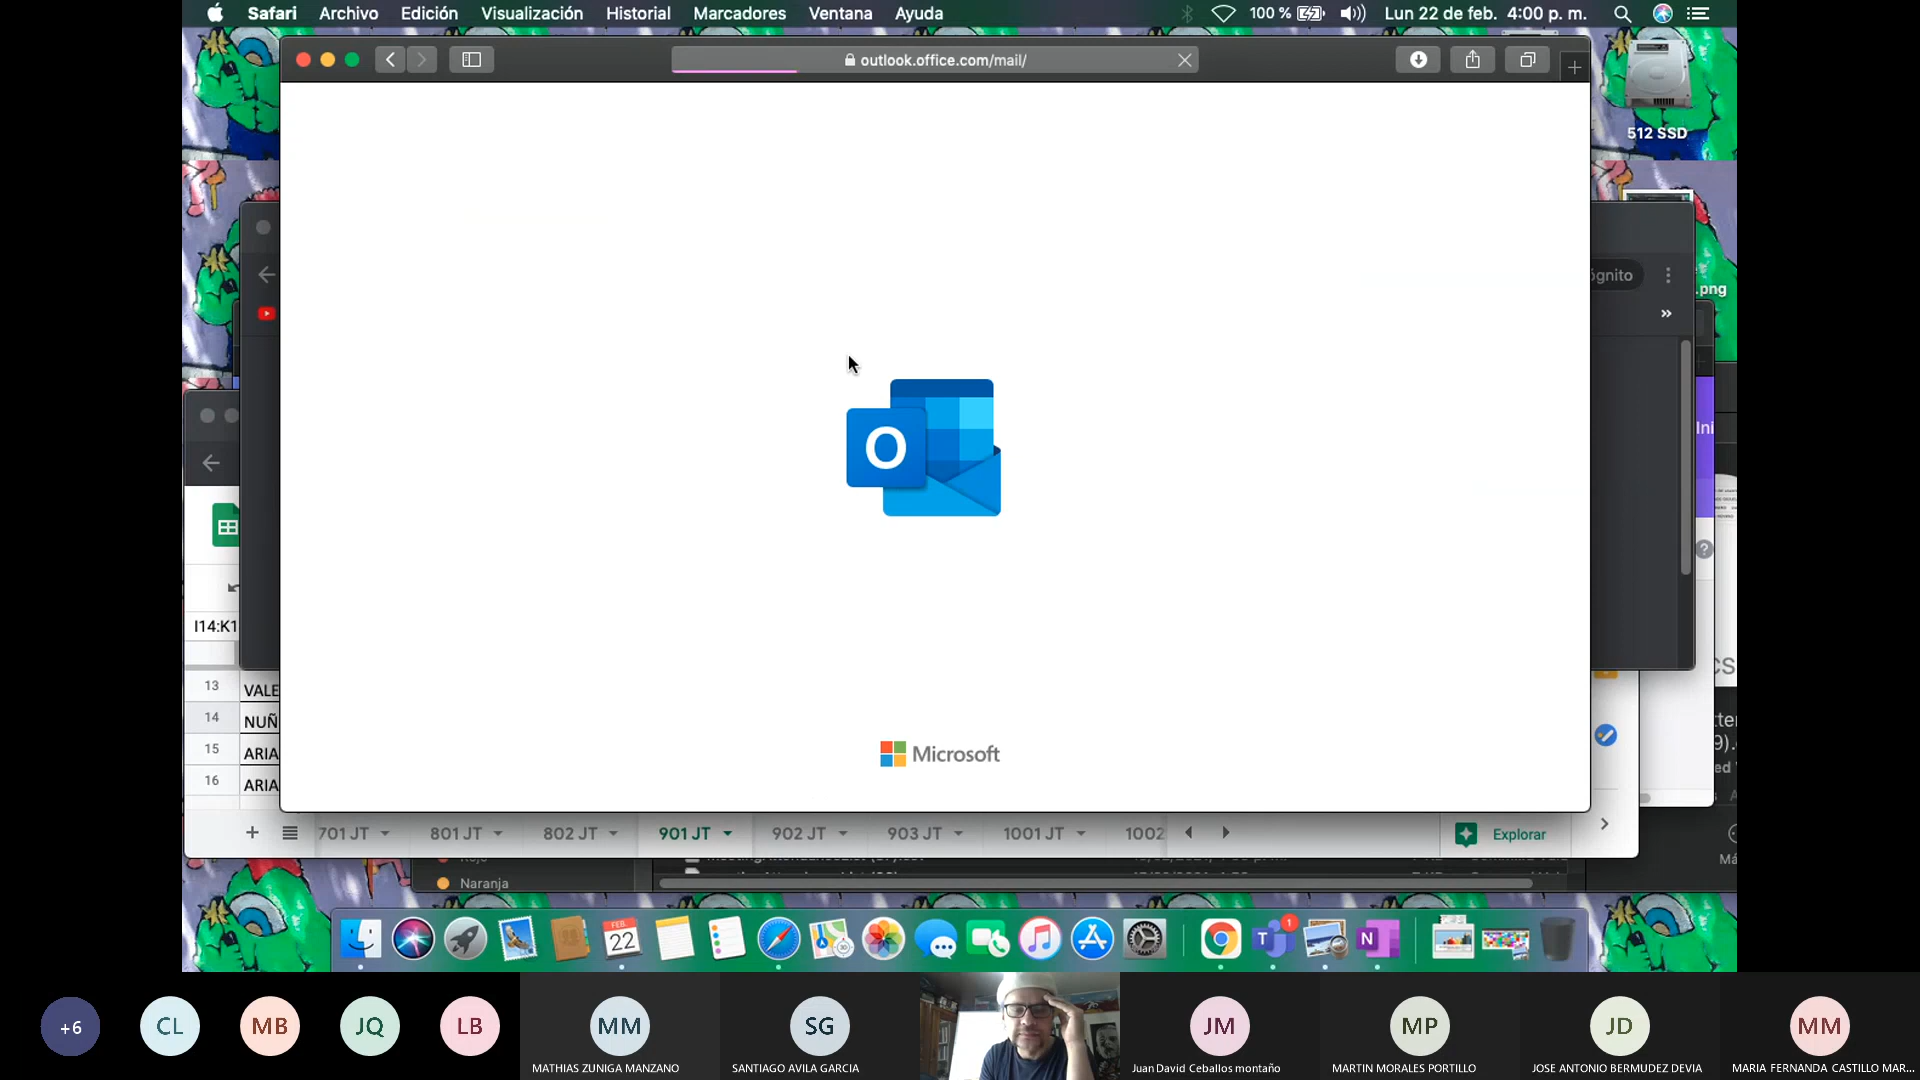 Safari Archivo Edición Visualización Historial Marcadores Ventana Ayuda 100 % Lun 22 de feb. 4:00 p. m.
outlook.office.com/mail/
512 SSD
.png
Microsoft
I14:K1
13 VALE
14 NUÑ
15 ARIA
16 ARIA
701 JT 801 JT 802 JT 901 JT 902 JT 903 JT 1001 JT 1002 Explorar
Naranja
FEB.
22
1
+6 CL MB JQ LB MM SG JM MP JD MM
MATHIAS ZUNIGA MANZANO SANTIAGO AVILA GARCIA Juan David Ceballos montaño MARTIN MORALES PORTILLO JOSE ANTONIO BERMUDEZ DEVIA MARIA FERNANDA CASTILLO MAR...